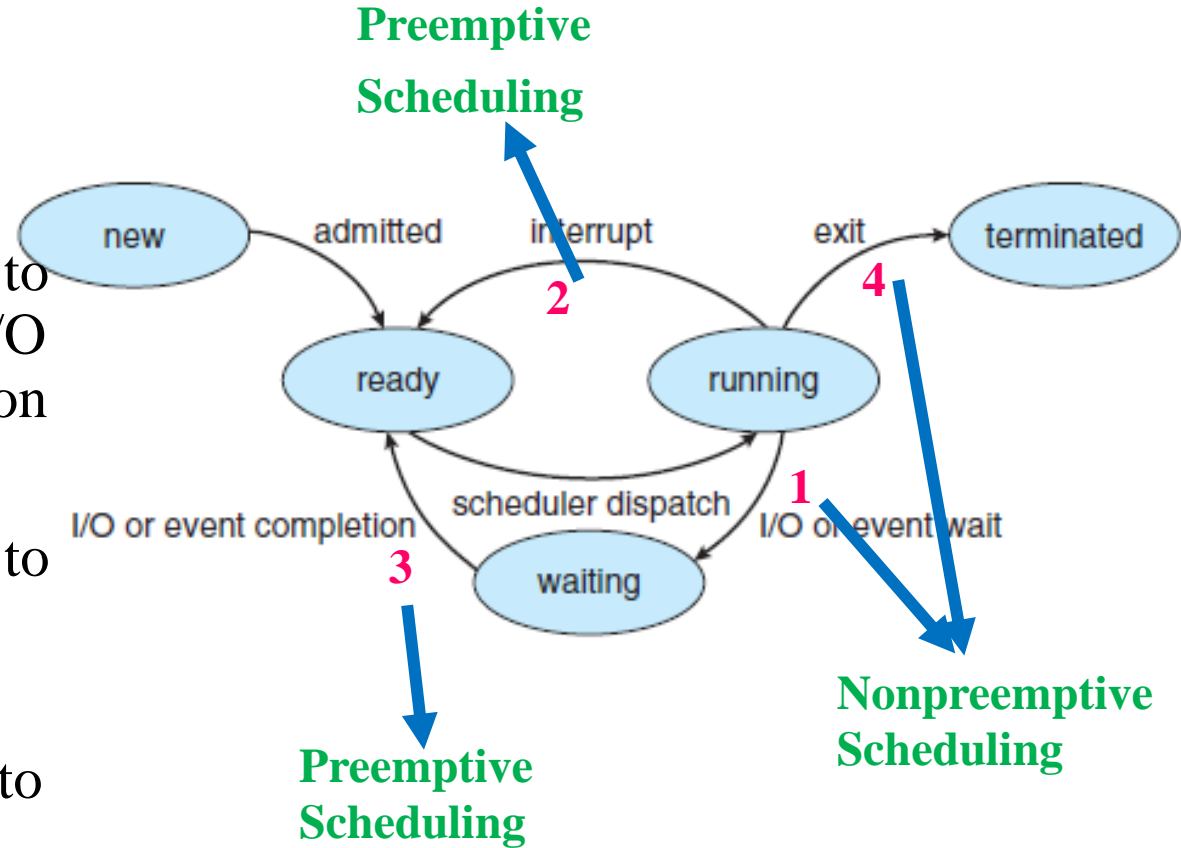 Preemptive
Scheduling
new
admitted
interrupt
exit
terminated
to
/O
on
2
4
ready
running
1
scheduler dispatch
I/O or event completion
I/O or event wait
to
3
waiting
Nonpreemptive
Scheduling
Preemptive
Scheduling
to